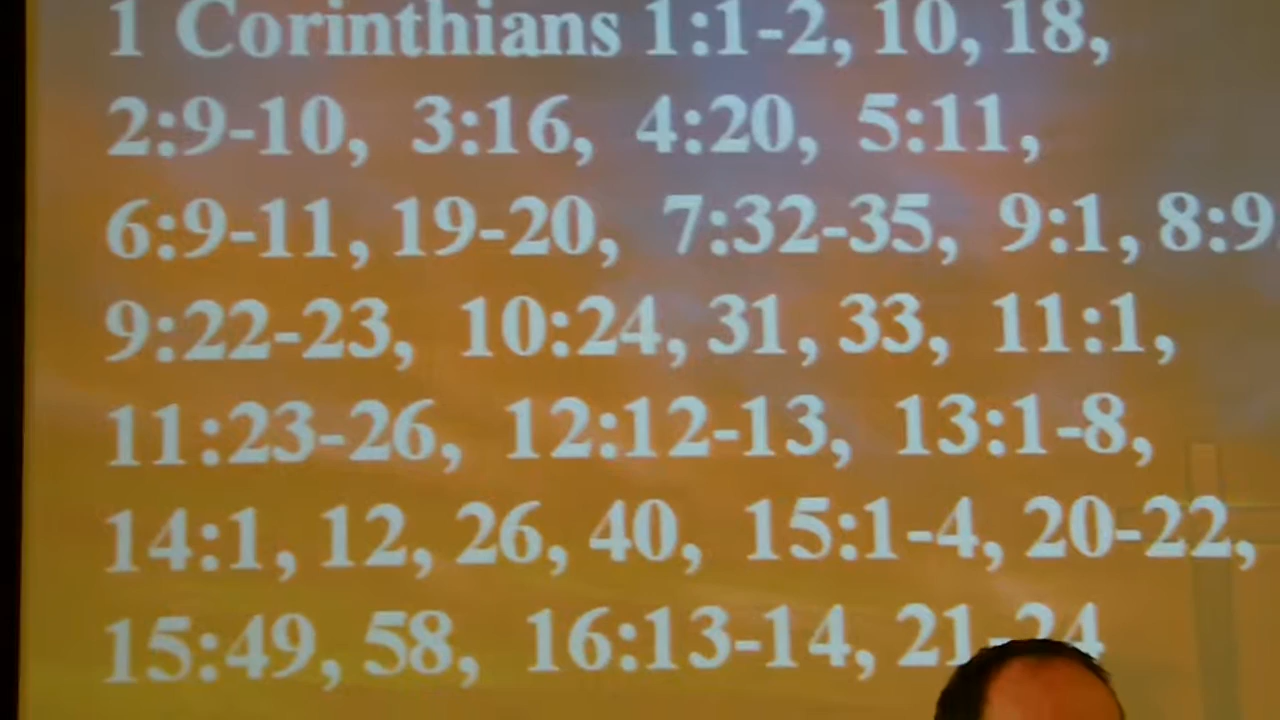 1 Corinthians 1:1-2, 10, 18,
2:9-10, 3:16, 4:20, 5:11,
6:9-11, 19-20, 7:32-35, 9:1, 8:9
9:22-23, 10:24, 31, 33, 11:1,
11:23-26, 12:12-13, 13:1-8,
14:1, 12, 26, 40, 15:1-4, 20-22,
15:49, 58, 16:13-14, 21-24